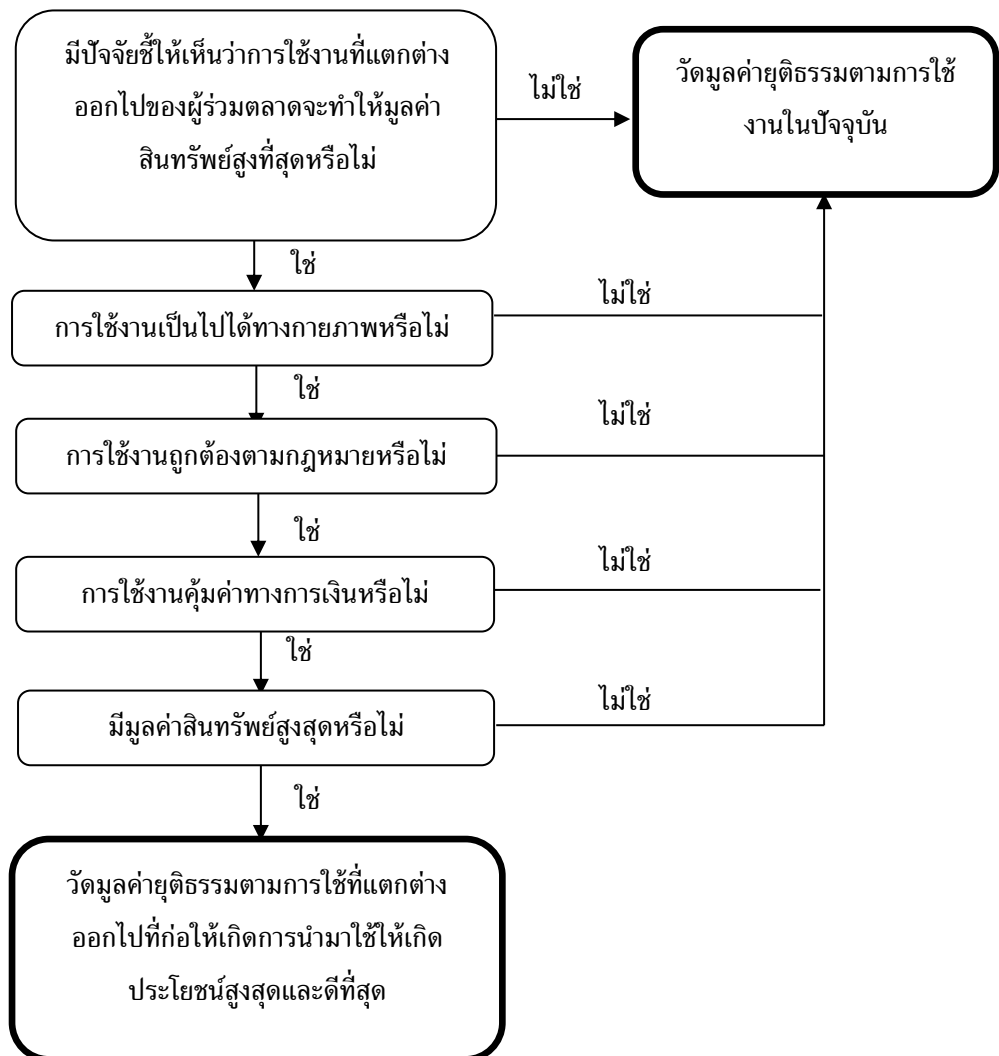 มีปัจจัยชี้ให้เห็นว่าการใช้งานที่แตกต่าง
ออกไปของผู้ร่วมตลาดจะทำให้มูลค่า
สินทรัพย์สูงที่สุดหรือไม่
ไม่ใช่
วัดมูลค่ายุติธรรมตามการใช้
งานในปัจจุบัน
ใช่
การใช้งานเป็นไปได้ทางกายภาพหรือไม่
ไม่ใช่
ใช่
การใช้งานถูกต้องตามกฎหมายหรือไม่
ไม่ใช่
ใช่
การใช้งานคุ้มค่าทางการเงินหรือไม่
ไม่ใช่
ใช่
มีมูลค่าสินทรัพย์สูงสุดหรือไม่
ไม่ใช่
ใช่
วัดมูลค่ายุติธรรมตามการใช้ที่แตกต่าง
ออกไปที่ก่อให้เกิดการนำมาใช้ให้เกิด
ประโยชน์สูงสุดและดีที่สุด